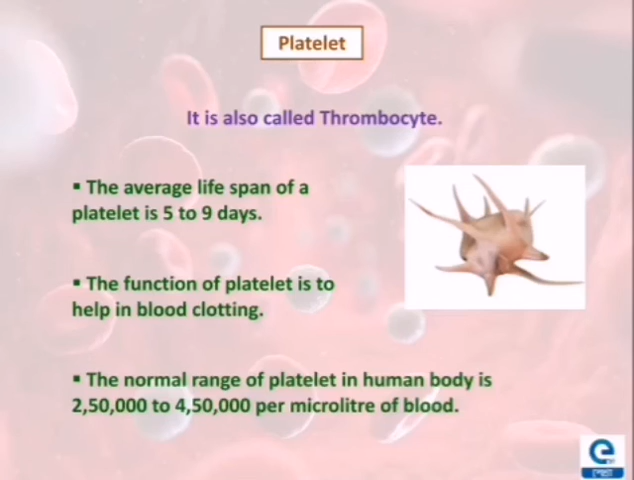 Platelet
It is also called Thrombocyte.
▪ The average life span of a
platelet is 5 to 9 days.
▪ The function of platelet is to
help in blood clotting.
▪ The normal range of platelet in human body is
2,50,000 to 4,50,000 per microlitre of blood.